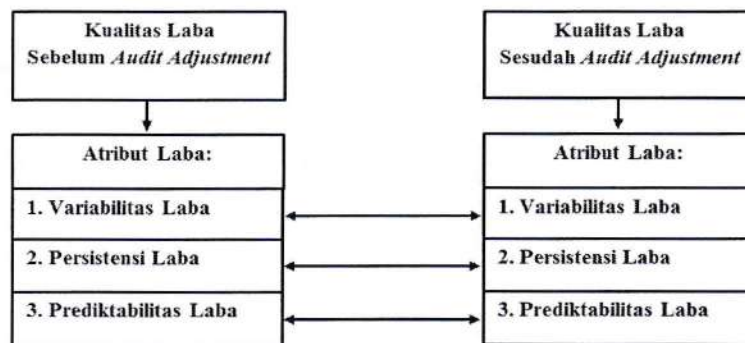 Kualitas Laba
Sebelum Audit Adjustment
Atribut Laba:
1. Variabilitas Laba
2. Persistensi Laba
3. Prediktabilitas Laba
Kualitas Laba
Sesudah Audit Adjustment
Atribut Laba:
1. Variabilitas Laba
2. Persistensi Laba
3. Prediktabilitas Laba